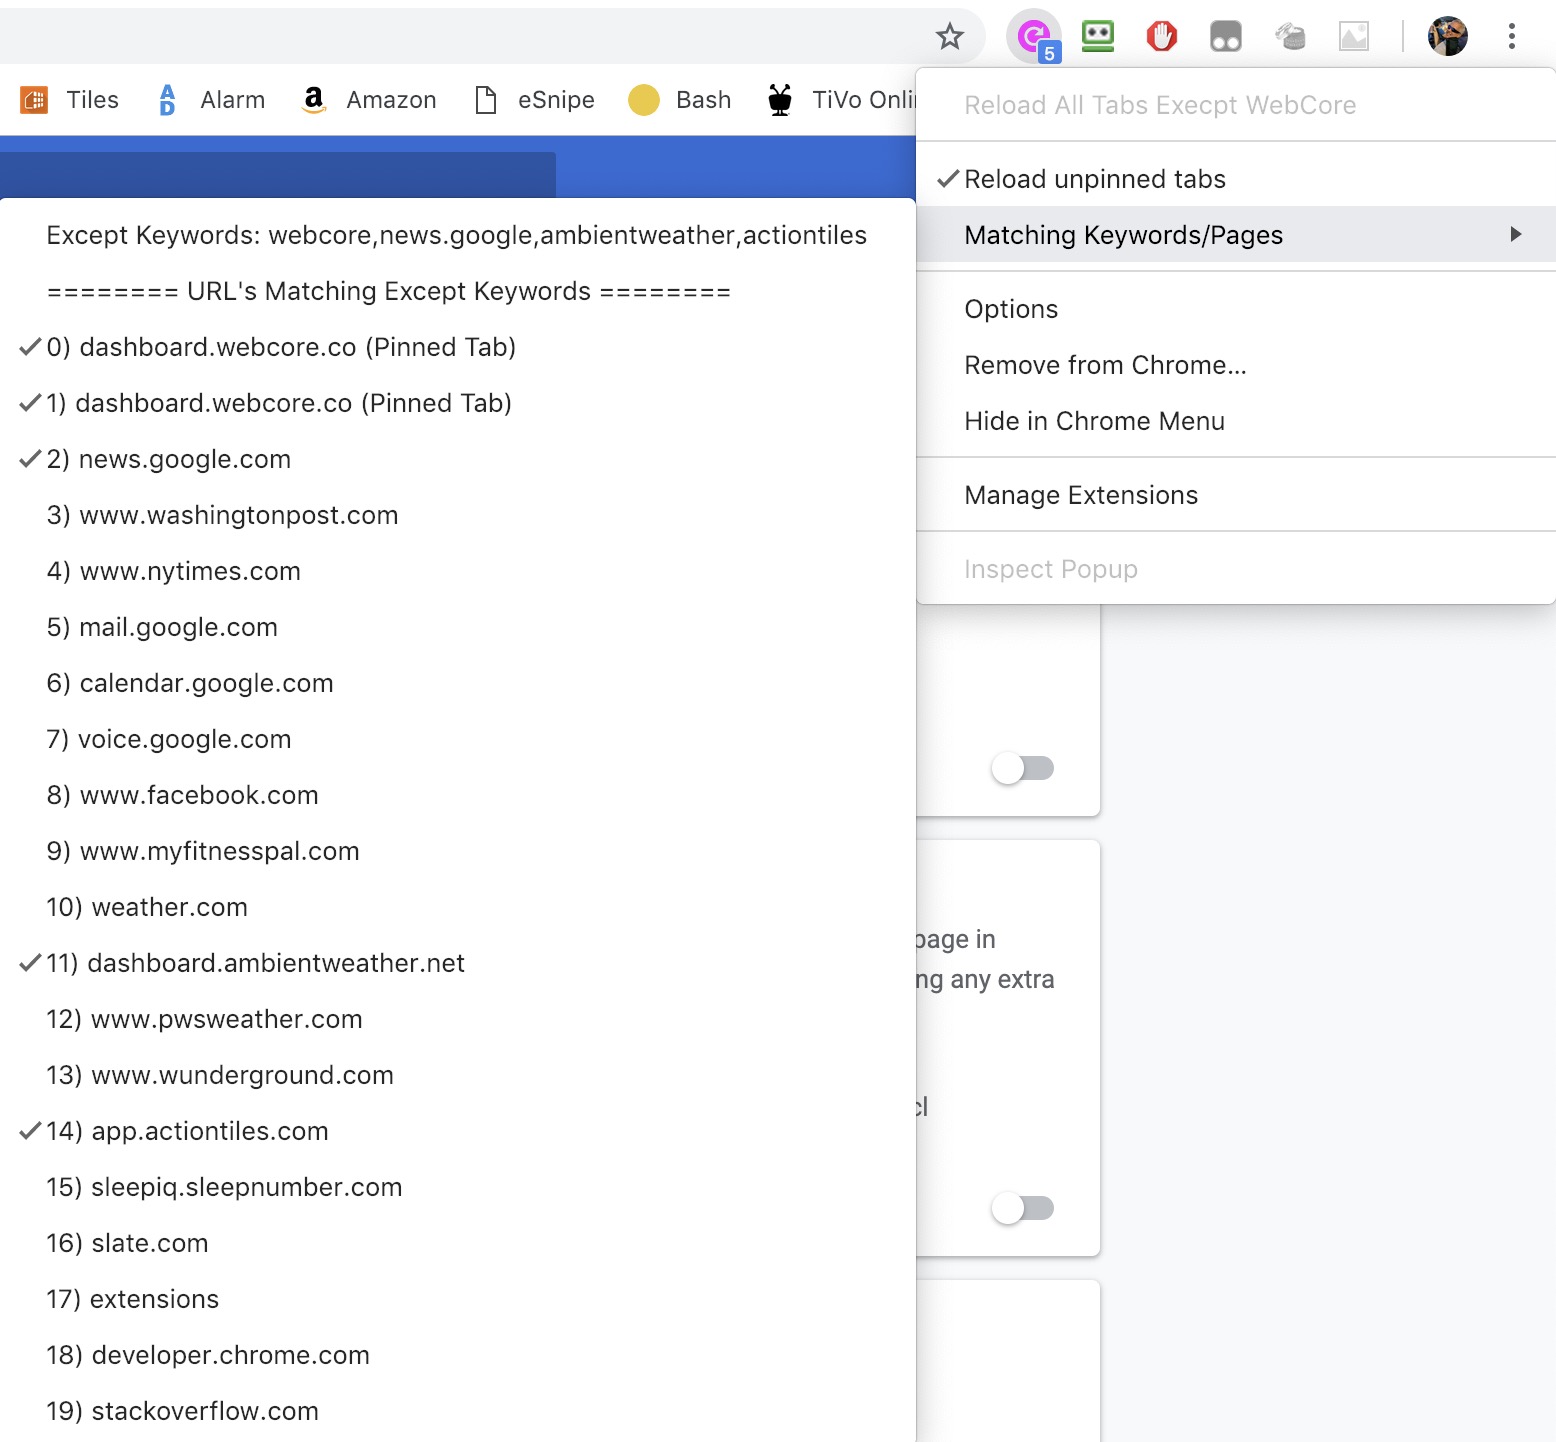 5
Tiles
Alarm
Amazon
eSnipe
Bash
TiVo Onli
Reload All Tabs Execpt WebCore
Reload unpinned tabs
Matching Keywords/Pages
Options
Remove from Chrome...
Hide in Chrome Menu
Manage Extensions
Inspect Popup
Except Keywords: webcore,news.google,ambientweather,actiontiles
======== URL's Matching Except Keywords ========
0) dashboard.webcore.co (Pinned Tab)
1) dashboard.webcore.co (Pinned Tab)
2) news.google.com
3) www.washingtonpost.com
4) www.nytimes.com
5) mail.google.com
6) calendar.google.com
7) voice.google.com
8) www.facebook.com
9) www.myfitnesspal.com
10) weather.com
11) dashboard.ambientweather.net
12) www.pwsweather.com
13) www.wunderground.com
14) app.actiontiles.com
15) sleepiq.sleepnumber.com
16) slate.com
17) extensions
18) developer.chrome.com
19) stackoverflow.com
page in
ng any extra
cl